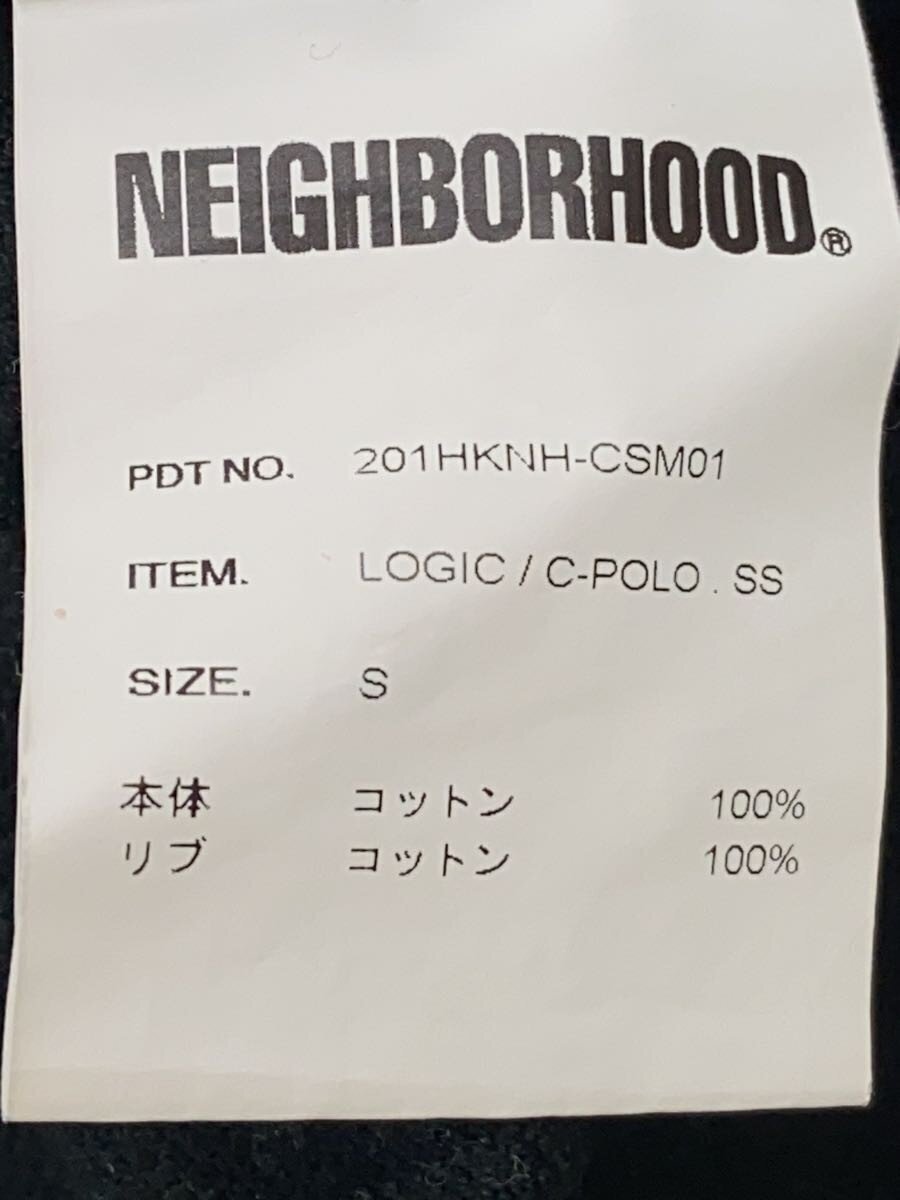 NEIGHBORHOOD®
PDT NO. 201HKNH-CSM01
ITEM. LOGIC / C-POLO . SS
SIZE. S
本体 コットン 100%
リブ コットン 100%